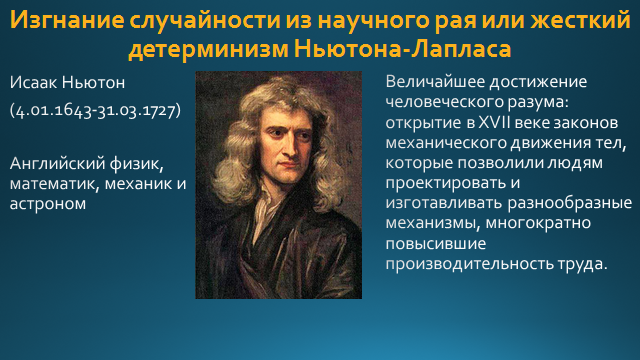 Изгнание случайности из научного рая или жесткий
детерминизм Ньютона-Лапласа
Исаак Ньютон
(4.01.1643-31.03.1727)
Английский физик,
математик, механик и
астроном
Величайшее достижение
человеческого разума:
открытие в XVII веке законов
механического движения тел,
которые позволили людям
проектировать и
изготавливать разнообразные
механизмы, многократно
повысившие
производительность труда.